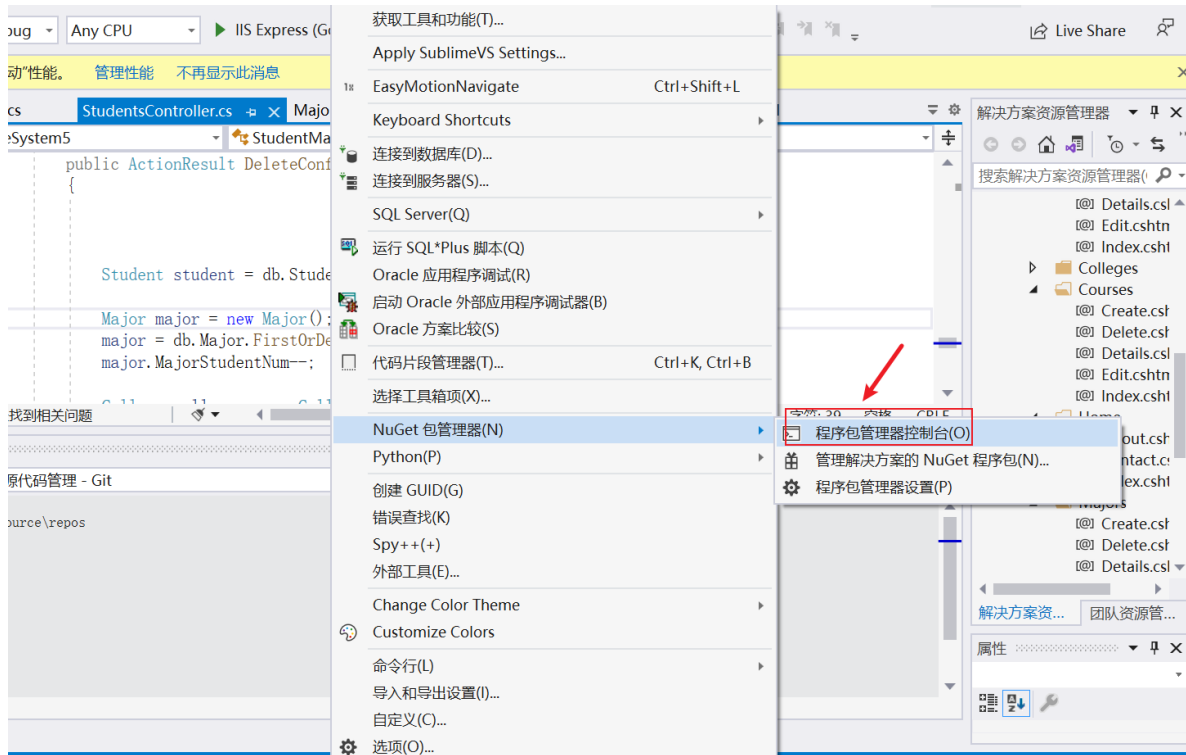 Any CPU
IIS Express
Live Share
动"性能。 管理性能 不再显示此消息
cs StudentsController.cs
eSystem5
public ActionResult DeleteConf
{
Student student = db.Stude
Major major = new Major();
major = db.Major.FirstOrDe
major.MajorStudentNum--;
找到相关问题
源代码管理 - Git
ource\repos
获取工具和功能(T)...
Apply SublimeVS Settings...
EasyMotionNavigate Ctrl+Shift+L
Keyboard Shortcuts
连接到数据库(D)...
连接到服务器(S)...
SQL Server(Q)
运行 SQL*Plus 脚本(Q)
Oracle 应用程序调试(R)
启动 Oracle 外部应用程序调试器(B)
Oracle 方案比较(S)
代码片段管理器(T)... Ctrl+K, Ctrl+B
选择工具箱项(X)...
NuGet 包管理器(N)
Python(P)
创建 GUID(G)
错误查找(K)
Spy++(+)
外部工具(E)...
Change Color Theme
Customize Colors
命令行(L)
导入和导出设置(I)...
自定义(C)...
选项(O)...
程序包管理器控制台(O)
管理解决方案的 NuGet 程序包(N)...
程序包管理器设置(P)
解决方案资源管理器
搜索解决方案资源管理器(
Details.csl
Edit.cshtn
Index.csht
Colleges
Courses
Create.csh
Delete.csh
Details.csl
Edit.cshtn
Index.csht
Home
out.csh
ntact.c
lex.csht
Majors
Create.csh
Delete.csh
Details.csl
解决方案资... 团队资源管...
属性